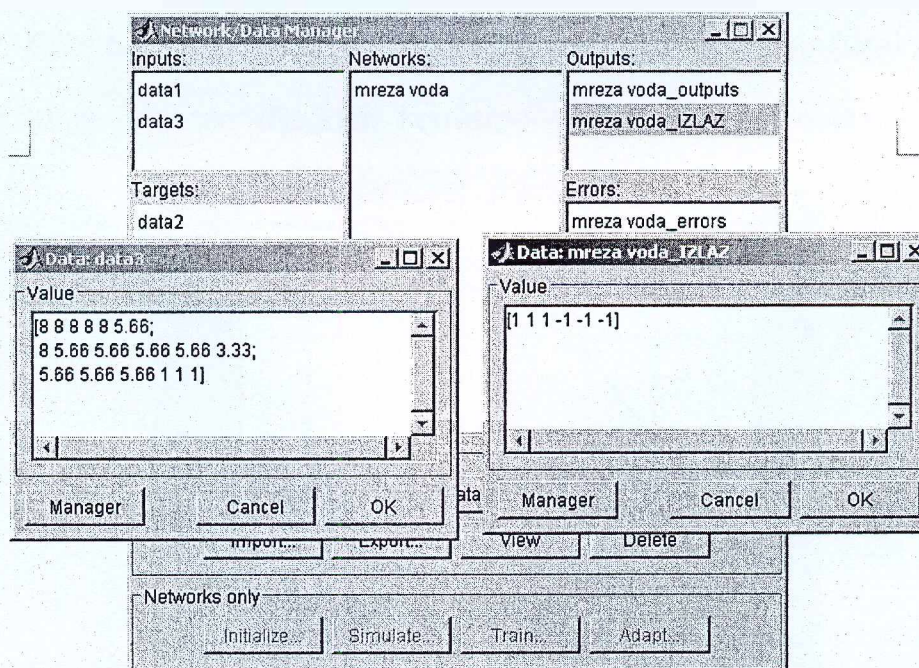 Network/Data Manager
Inputs:
data1
data3
Networks:
mreza voda
Outputs:
mreza voda_outputs
mreza voda_IZLAZ
Targets:
data2
Errors:
mreza voda_errors
Data: data3
Value
[8 8 8 8 8 5.66;
8 5.66 5.66 5.66 5.66 3.33;
5.66 5.66 5.66 1 1 1]
Manager Cancel OK
Data: mreza voda_IZLAZ
Value
[1 1 1 -1 -1 -1]
Manager Cancel OK
ata
Import... Export... View Delete
Networks only
Initialize... Simulate... Train... Adapt...